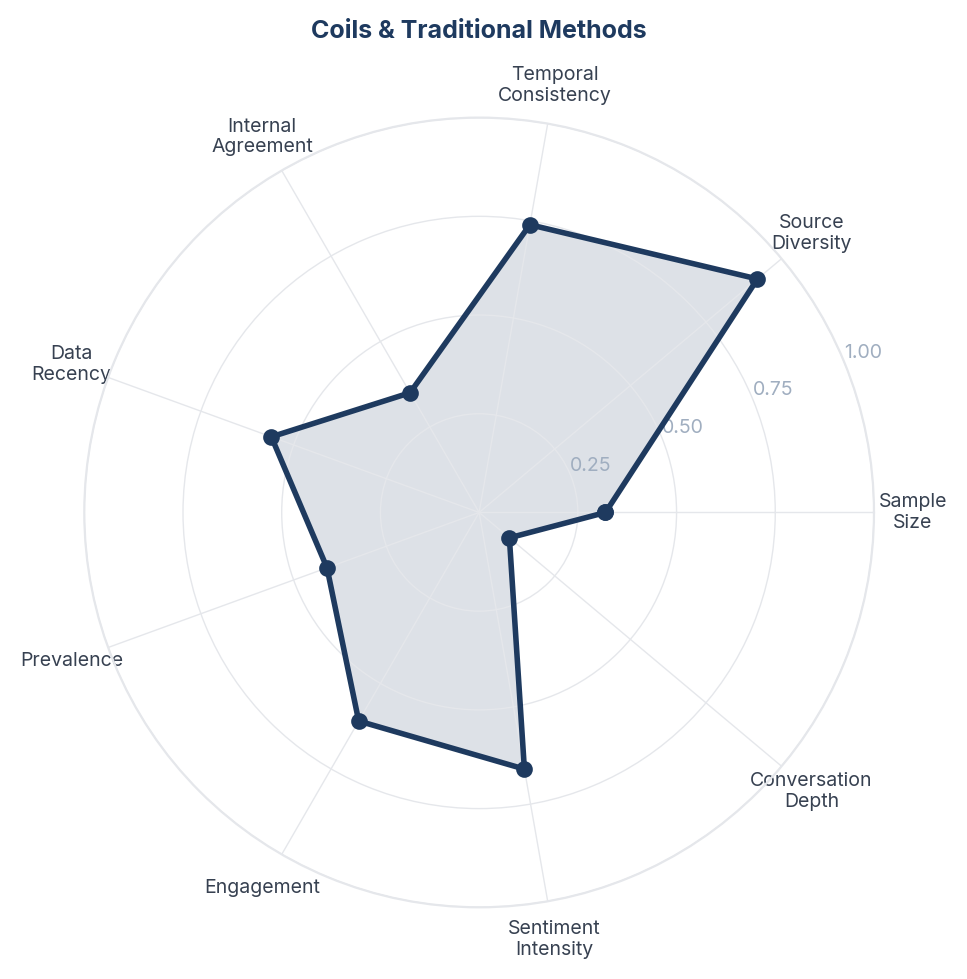 Coils & Traditional Methods
Temporal
Consistency
Internal
Agreement
Source
Diversity
Data
Recency
1.00
0.75
0.50
0.25
Sample
Size
Prevalence
Conversation
Depth
Engagement
Sentiment
Intensity